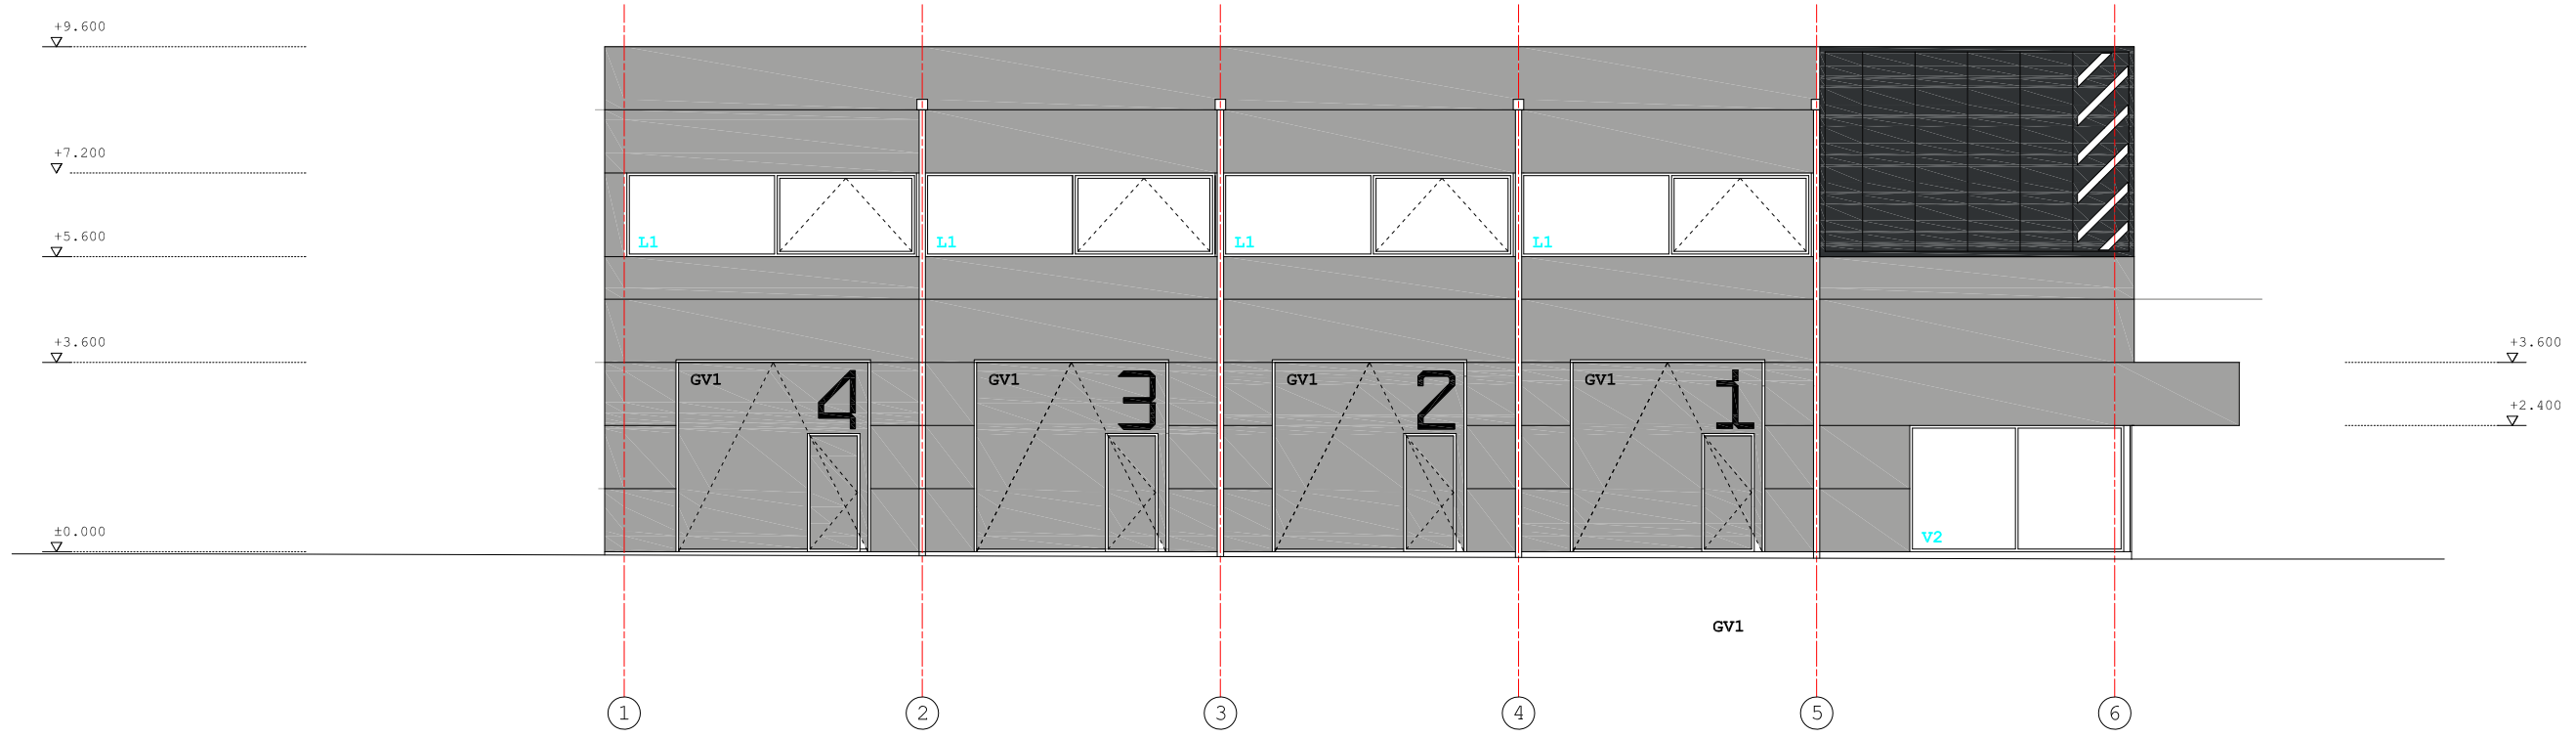 +9.600
+7.200
+5.600
L1 L1 L1 L1
+3.600 +3.600
GV1 4 GV1 3 GV1 2 GV1 1
+2.400
±0.000
V2
GV1
1 2 3 4 5 6